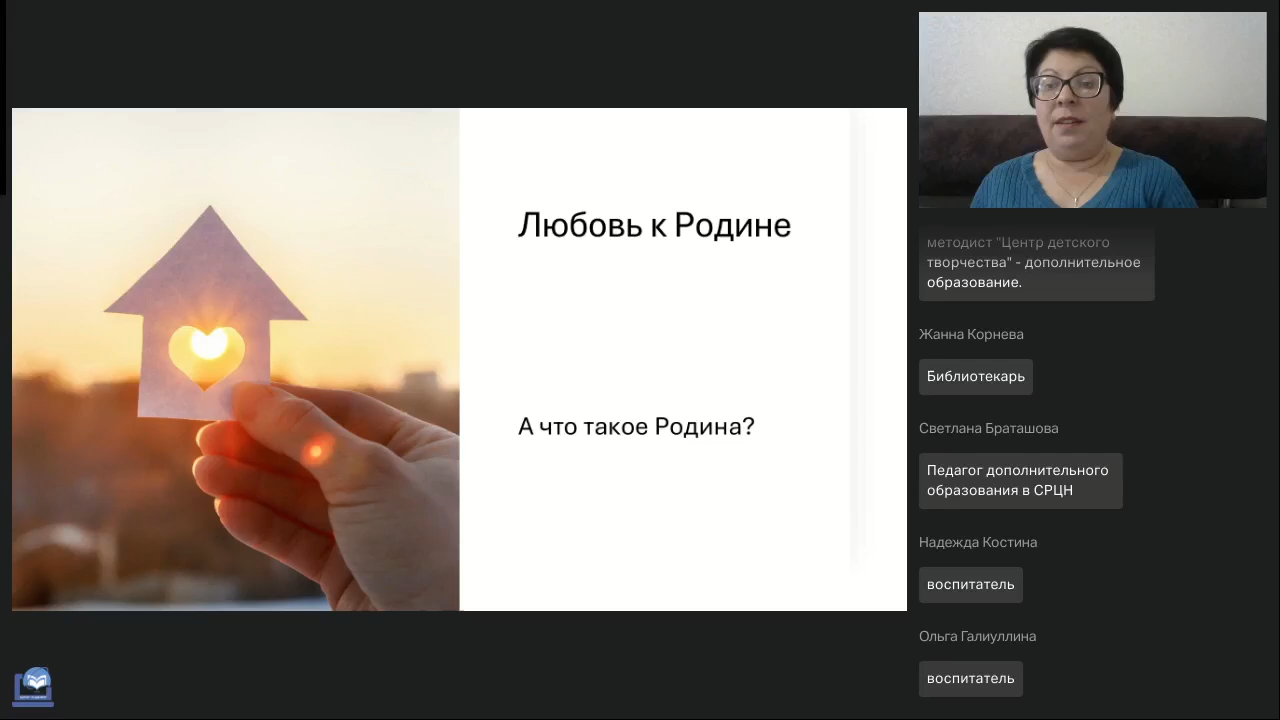 Любовь к Родине
А что такое Родина?
методист "Центр детского
творчества" - дополнительное
образование.
Жанна Корнева
Библиотекарь
Светлана Браташова
Педагог дополнительного
образования в СРЦН
Надежда Костина
воспитатель
Ольга Галиуллина
воспитатель